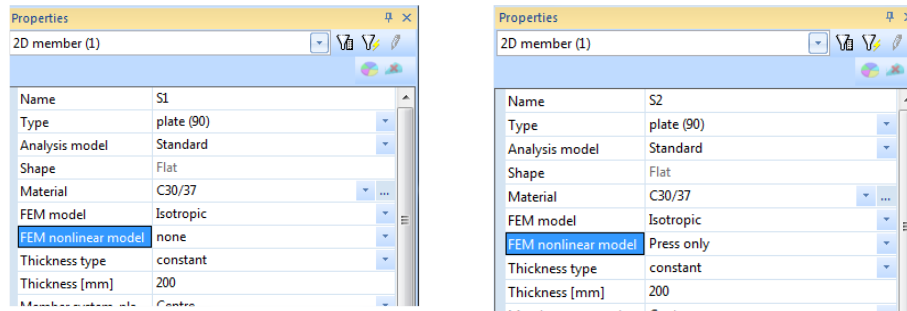 Properties
2D member (1)
Name S1
Type plate (90)
Analysis model Standard
Shape Flat
Material C30/37 ...
FEM model Isotropic
FEM nonlinear model none
Thickness type constant
Thickness [mm] 200
Properties
2D member (1)
Name S2
Type plate (90)
Analysis model Standard
Shape Flat
Material C30/37 ...
FEM model Isotropic
FEM nonlinear model Press only
Thickness type constant
Thickness [mm] 200